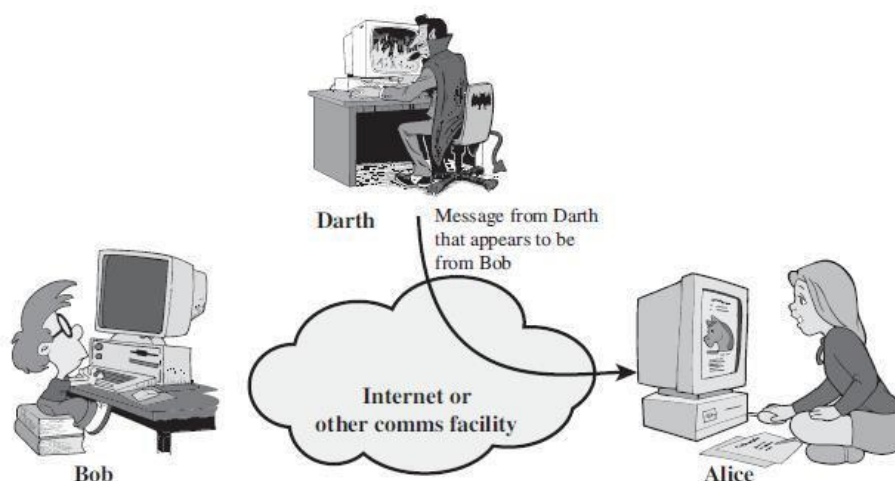 Darth
Message from Darth
that appears to be
from Bob
Internet or
other comms facility
Bob
Alice